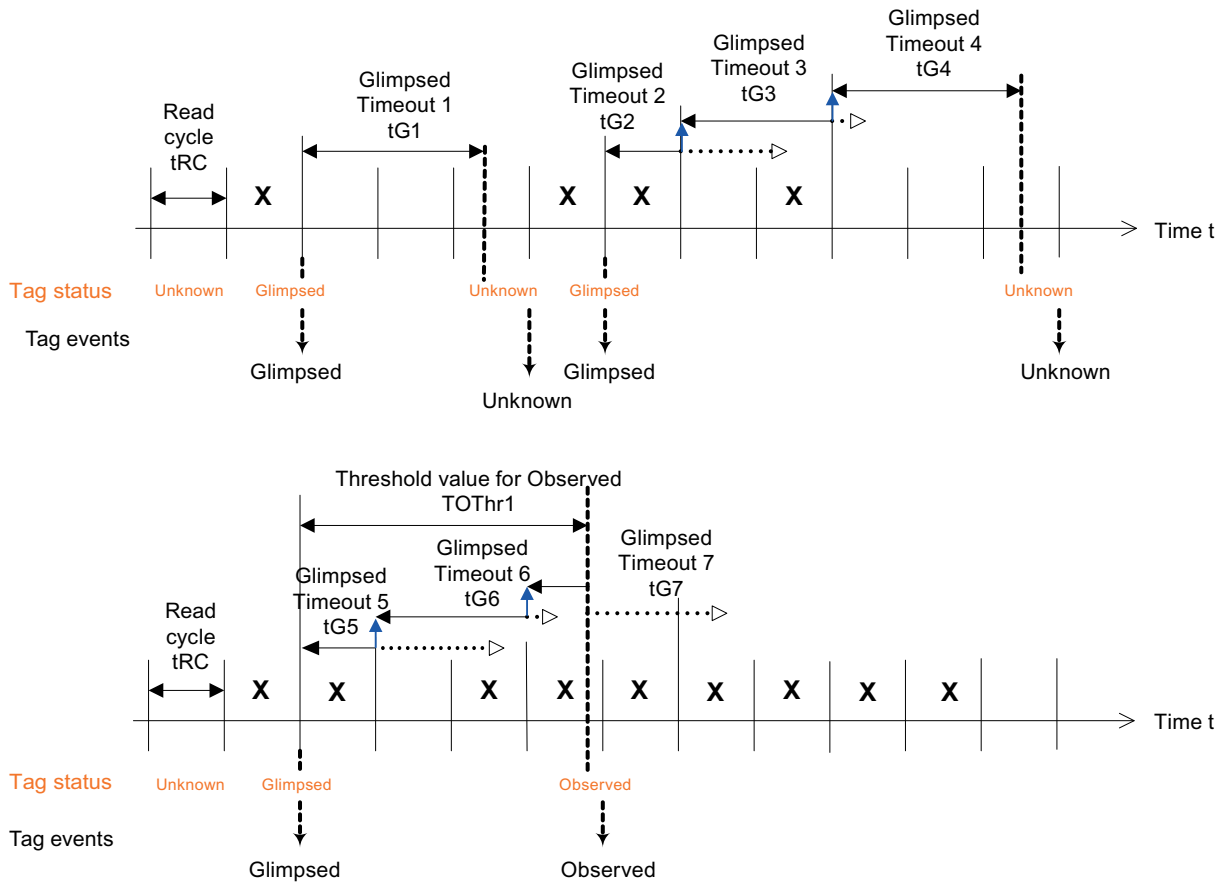 Glimpsed
Timeout 4
tG4
Glimpsed
Timeout 3
tG3
Glimpsed
Timeout 2
tG2
Glimpsed
Timeout 1
tG1
Read
cycle
tRC
X X X X
Time t
Tag status Unknown Glimpsed Unknown Glimpsed Unknown
Tag events
Glimpsed Glimpsed Unknown
Unknown
Threshold value for Observed
TOThr1
Glimpsed
Timeout 7
tG7
Glimpsed
Timeout 6
tG6
Glimpsed
Timeout 5
tG5
Read
cycle
tRC
X X X X X X X X X
Time t
Tag status Unknown Glimpsed Observed
Tag events
Glimpsed Observed